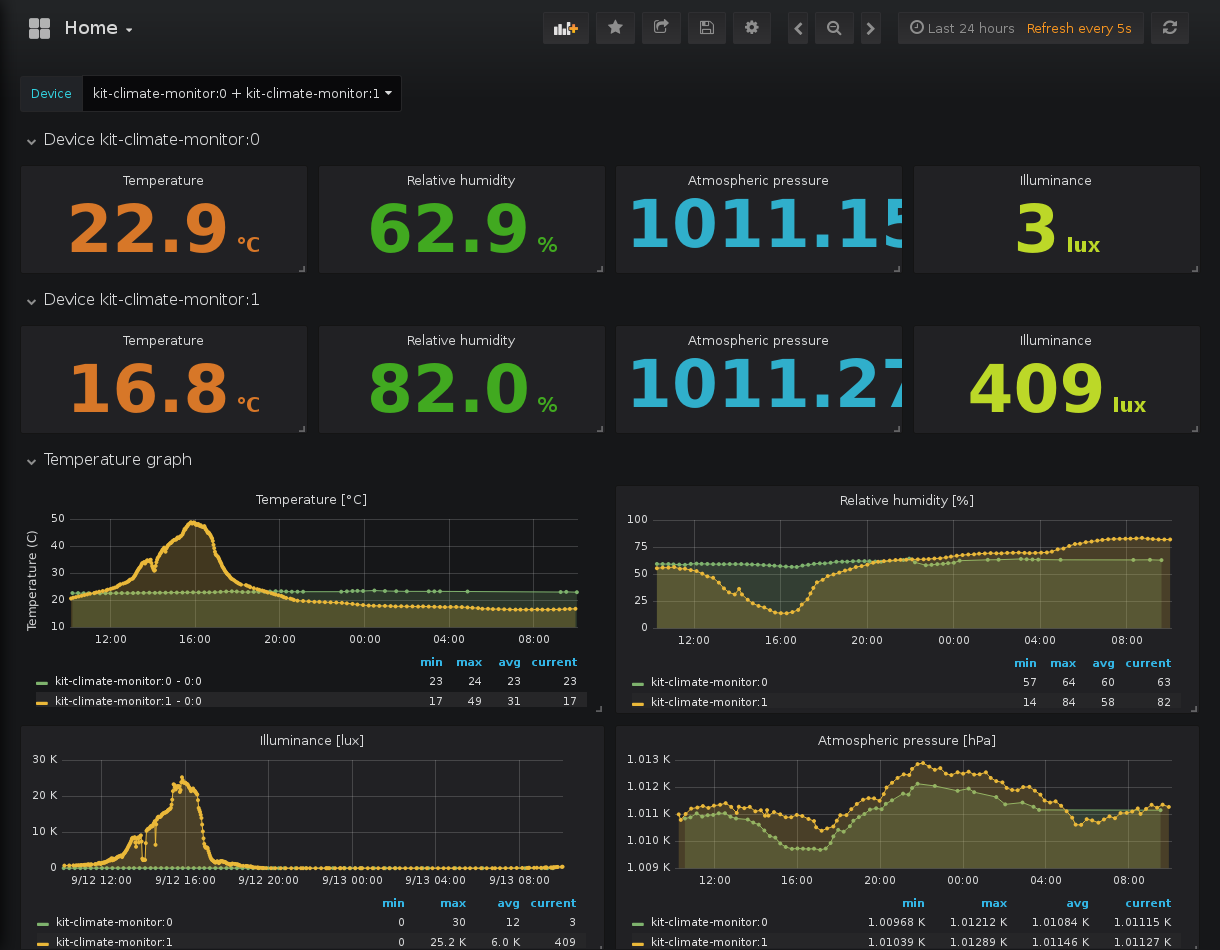 Home
Last 24 hours Refresh every 5s
Device kit-climate-monitor:0 + kit-climate-monitor:1
Device kit-climate-monitor:0
Temperature Relative humidity Atmospheric pressure Illuminance
22.9 °C 62.9 % 1011.15 3 lux
Device kit-climate-monitor:1
Temperature Relative humidity Atmospheric pressure Illuminance
16.8 °C 82.0 % 1011.27 409 lux
Temperature graph
Temperature [°C]
Temperature (C)
50
40
30
20
10
12:00 16:00 20:00 00:00 04:00 08:00
min max avg current
kit-climate-monitor:0 - 0:0 23 24 23 23
kit-climate-monitor:1 - 0:0 17 49 31 17
Relative humidity [%]
100
75
50
25
0
12:00 16:00 20:00 00:00 04:00 08:00
min max avg current
kit-climate-monitor:0 57 64 60 63
kit-climate-monitor:1 14 84 58 82
Illuminance [lux]
30 K
20 K
10 K
0
9/12 12:00 9/12 16:00 9/12 20:00 9/13 00:00 9/13 04:00 9/13 08:00
min max avg current
kit-climate-monitor:0 0 30 12 3
kit-climate-monitor:1 0 25.2 K 6.0 K 409
Atmospheric pressure [hPa]
1.013 K
1.012 K
1.011 K
1.010 K
1.009 K
12:00 16:00 20:00 00:00 04:00 08:00
min max avg current
kit-climate-monitor:0 1.00968 K 1.01212 K 1.01084 K 1.01115 K
kit-climate-monitor:1 1.01039 K 1.01289 K 1.01146 K 1.01127 K